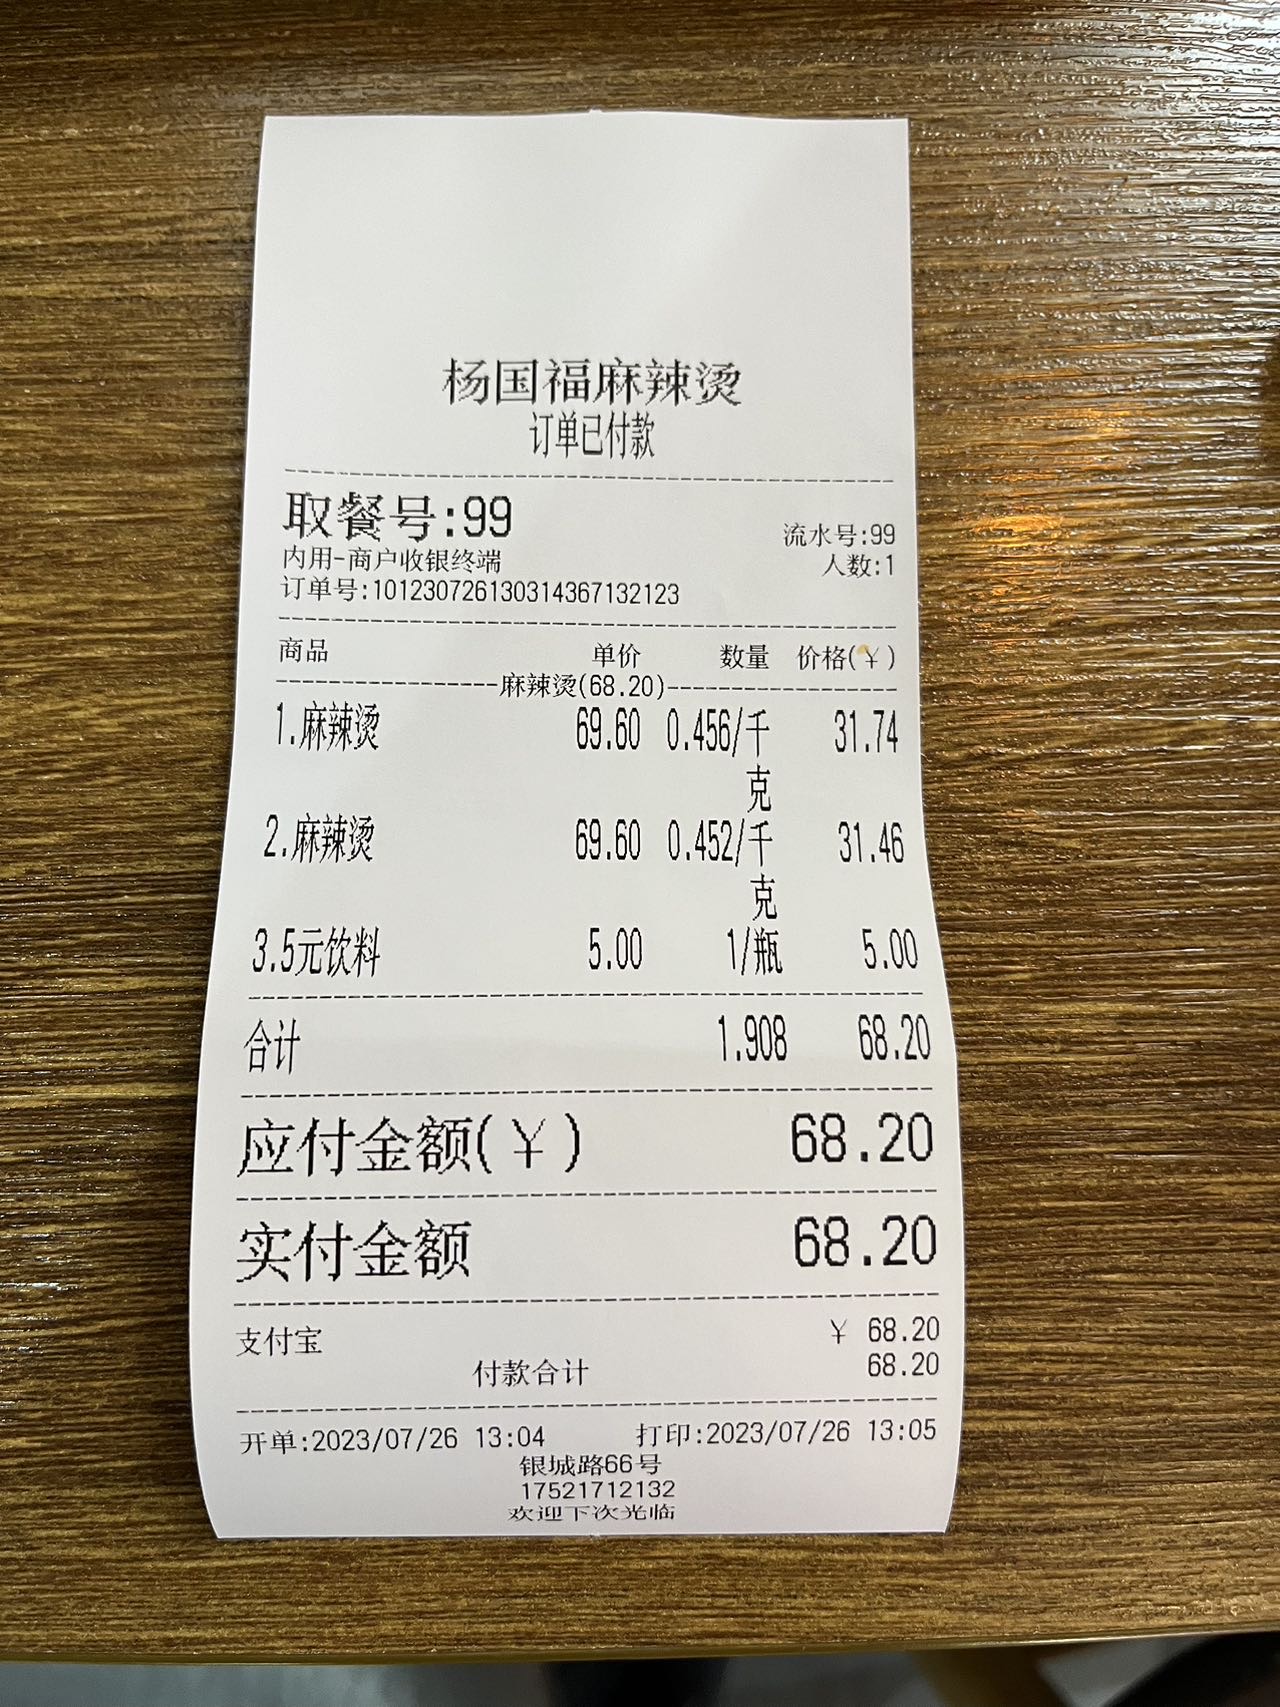 杨国福麻辣烫
订单已付款
取餐号:99
流水号:99
内用-商户收银终端
人数:1
订单号:101230726130314367132123
商品 单价 数量 价格(¥)
麻辣烫(68.20)
1.麻辣烫 69.60 0.456/千克 31.74
2.麻辣烫 69.60 0.452/千克 31.46
3.5元饮料 5.00 1/瓶 5.00
合计 1.908 68.20
应付金额(¥) 68.20
实付金额 68.20
支付宝 ¥ 68.20
付款合计 68.20
开单:2023/07/26 13:04 打印:2023/07/26 13:05
银城路66号
17521712132
欢迎下次光临